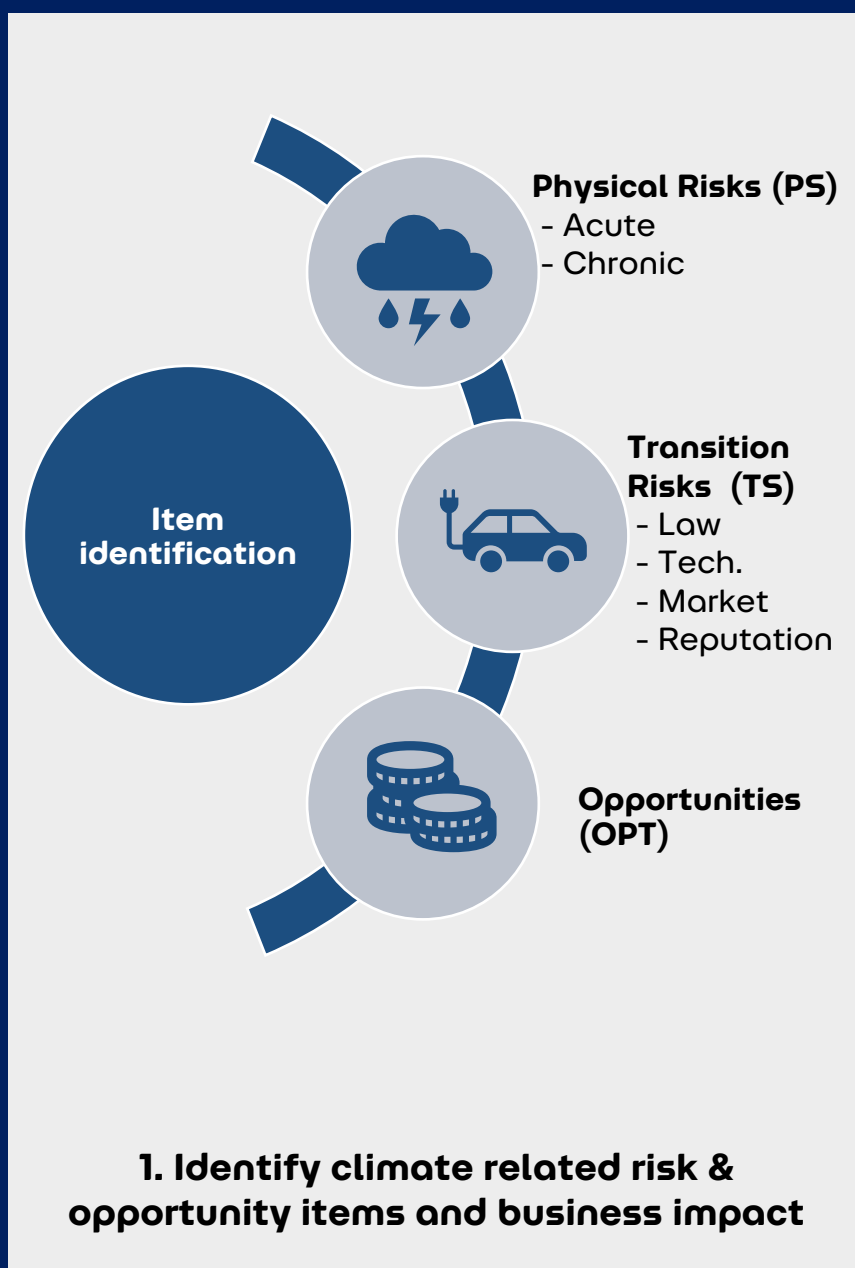 Physical Risks (PS)
- Acute
- Chronic
Item
identification
Transition
Risks  (TS)
- Law
- Tech.
- Market
- Reputation
Opportunities
(OPT)
1. Identify climate related risk &
opportunity items and business impact